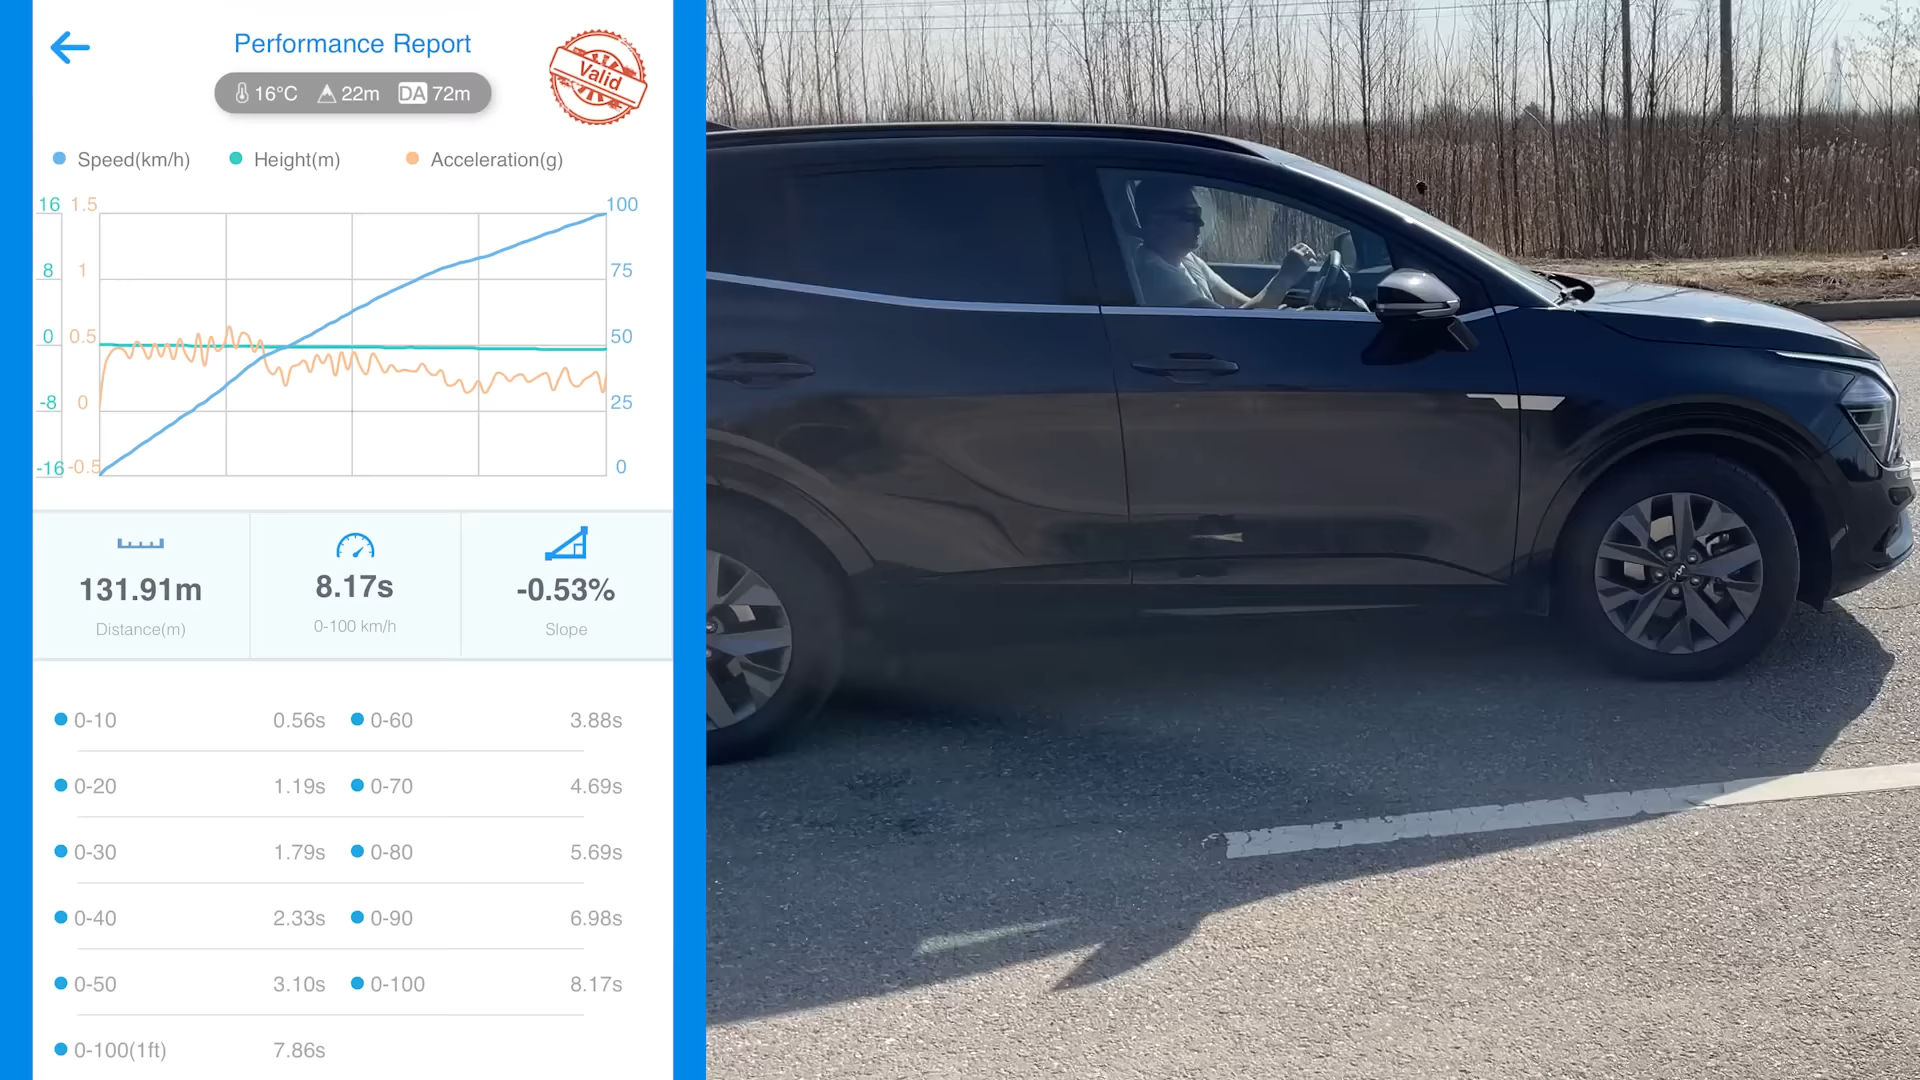 Performance Report
Valid
16°C 22m DA 72m
Speed(km/h) Height(m) Acceleration(g)
16 1.5 100
8 1 75
0 0.5 50
-8 0 25
-16 -0.5 0
131.91m 8.17s -0.53%
Distance(m) 0-100 km/h Slope
0-10 0.56s 0-60 3.88s
0-20 1.19s 0-70 4.69s
0-30 1.79s 0-80 5.69s
0-40 2.33s 0-90 6.98s
0-50 3.10s 0-100 8.17s
0-100(1ft) 7.86s